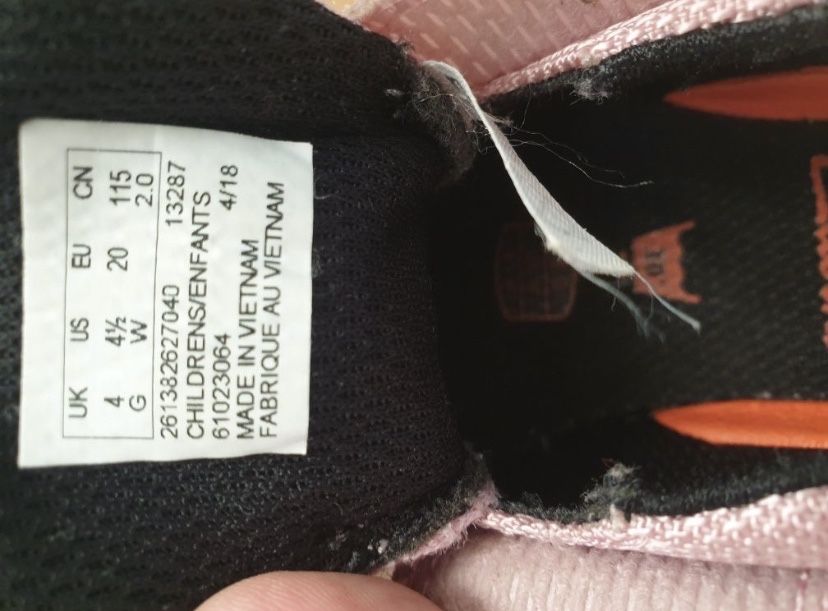 UK US EU CN
4 4½ 20 115
G W 2.0
261382627040 13287
CHILDRENS/ENFANTS
61023064 4/18
MADE IN VIETNAM
FABRIQUE AU VIETNAM